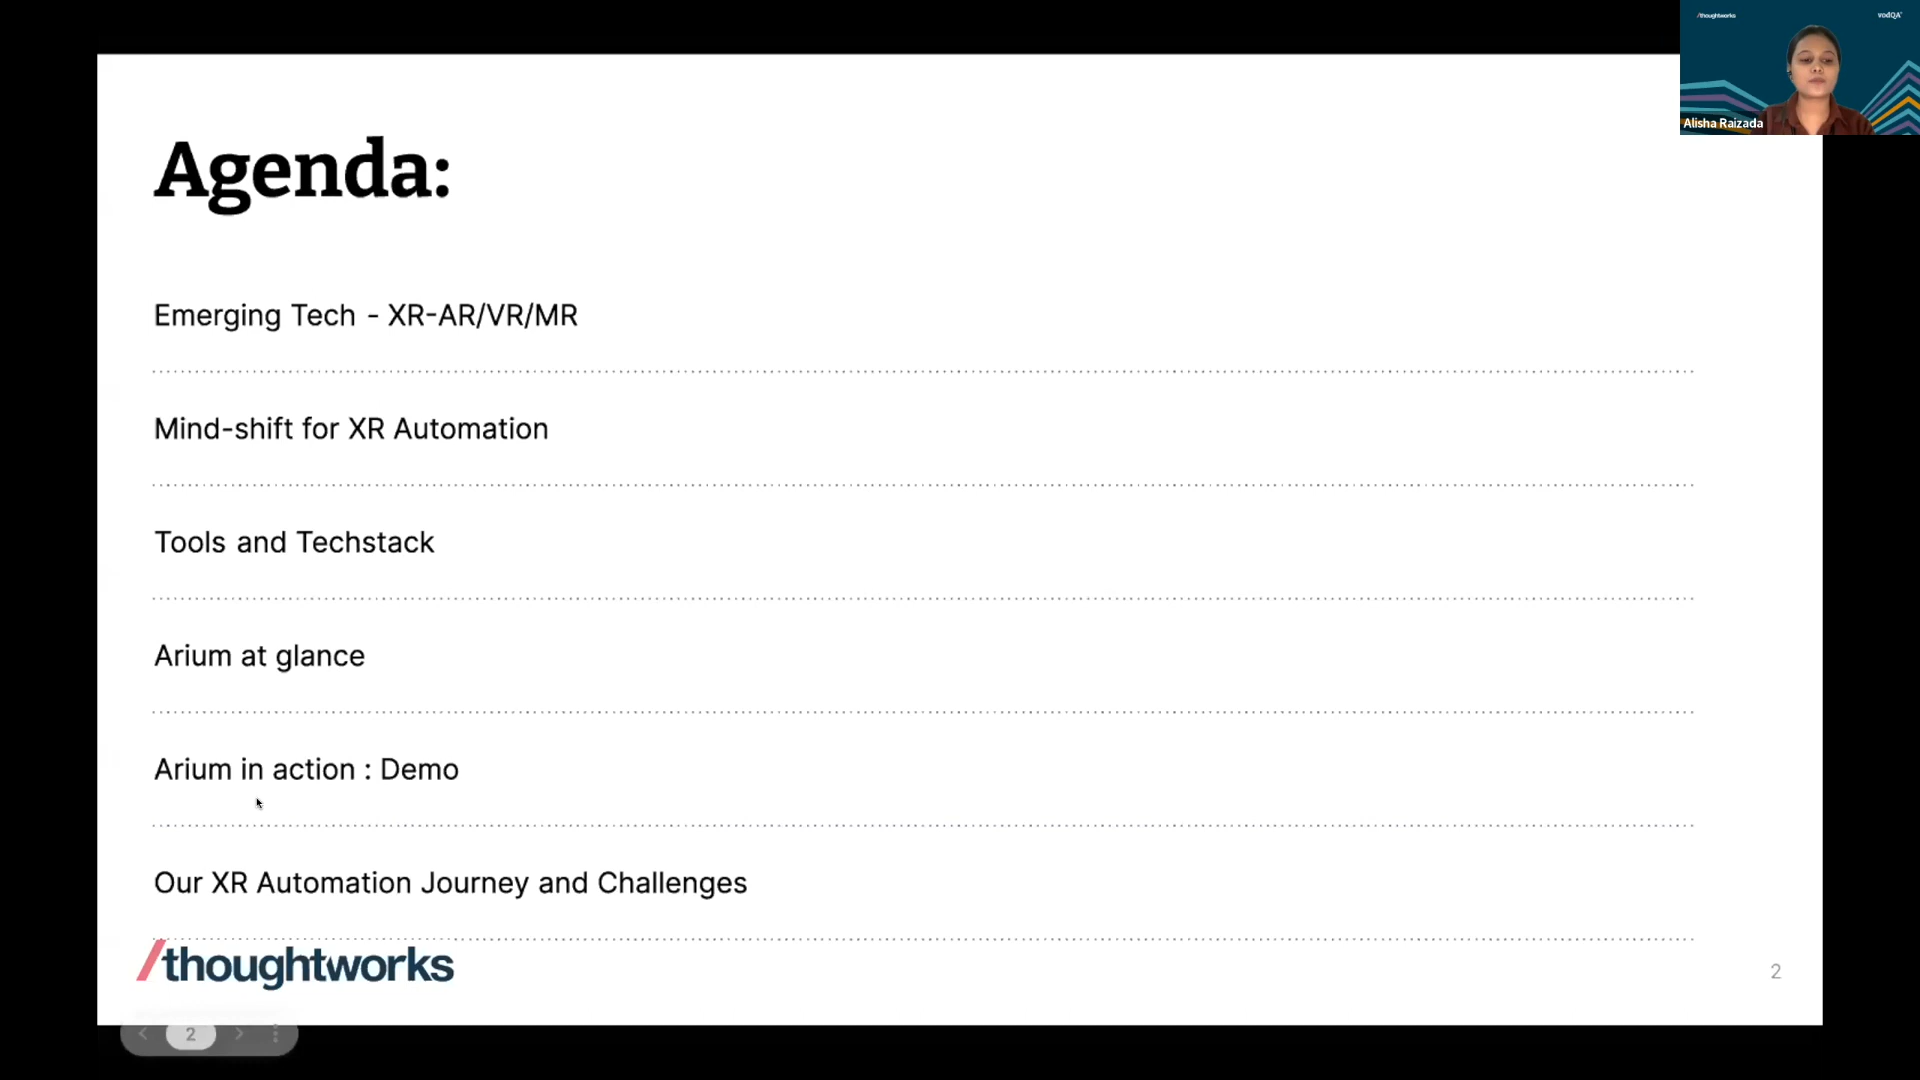 /thoughtworks
vodQA
Alisha Raizada
Agenda:
Emerging Tech - XR-AR/VR/MR
Mind-shift for XR Automation
Tools and Techstack
Arium at glance
Arium in action : Demo
Our XR Automation Journey and Challenges
/thoughtworks
2
2